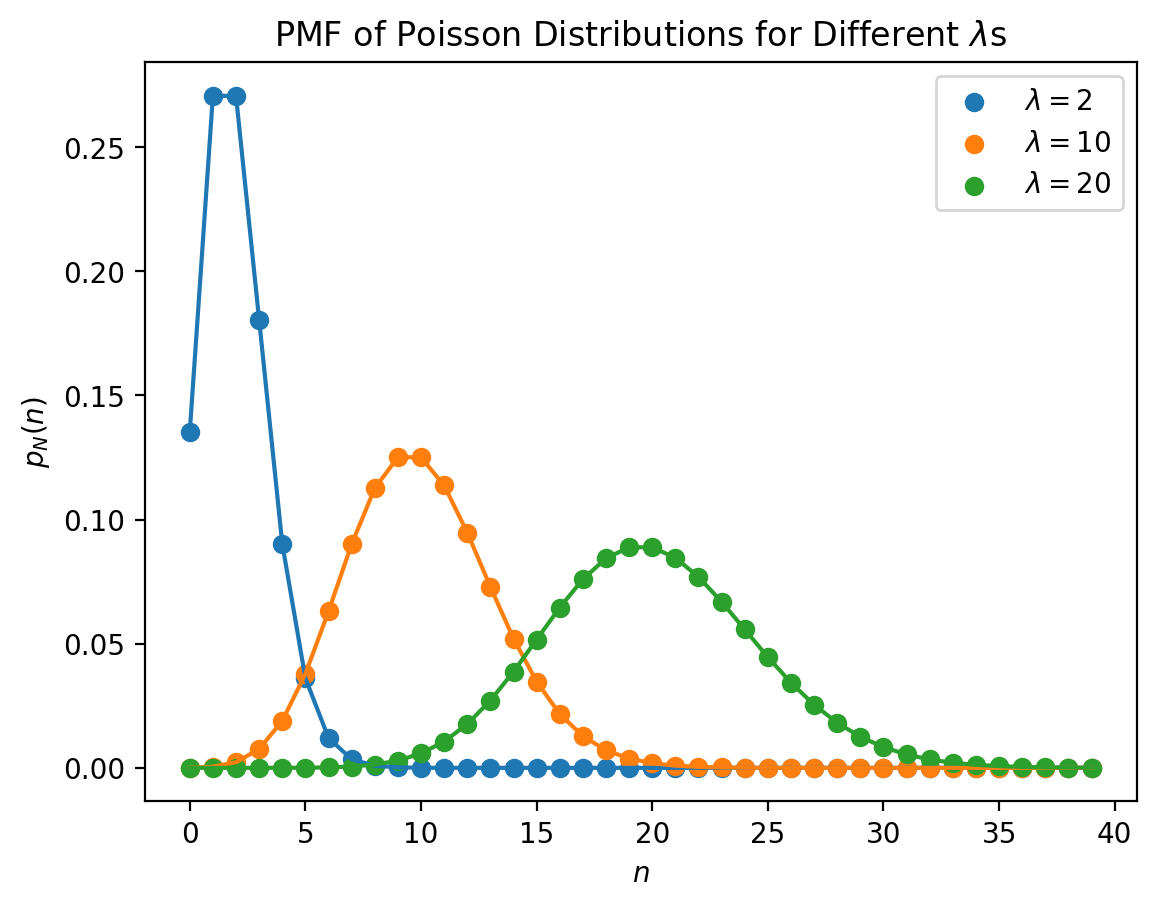 PMF of Poisson Distributions for Different λs
λ = 2
λ = 10
λ = 20
0.25
0.20
0.15
0.10
0.05
0.00
p_N(n)
0 5 10 15 20 25 30 35 40
n